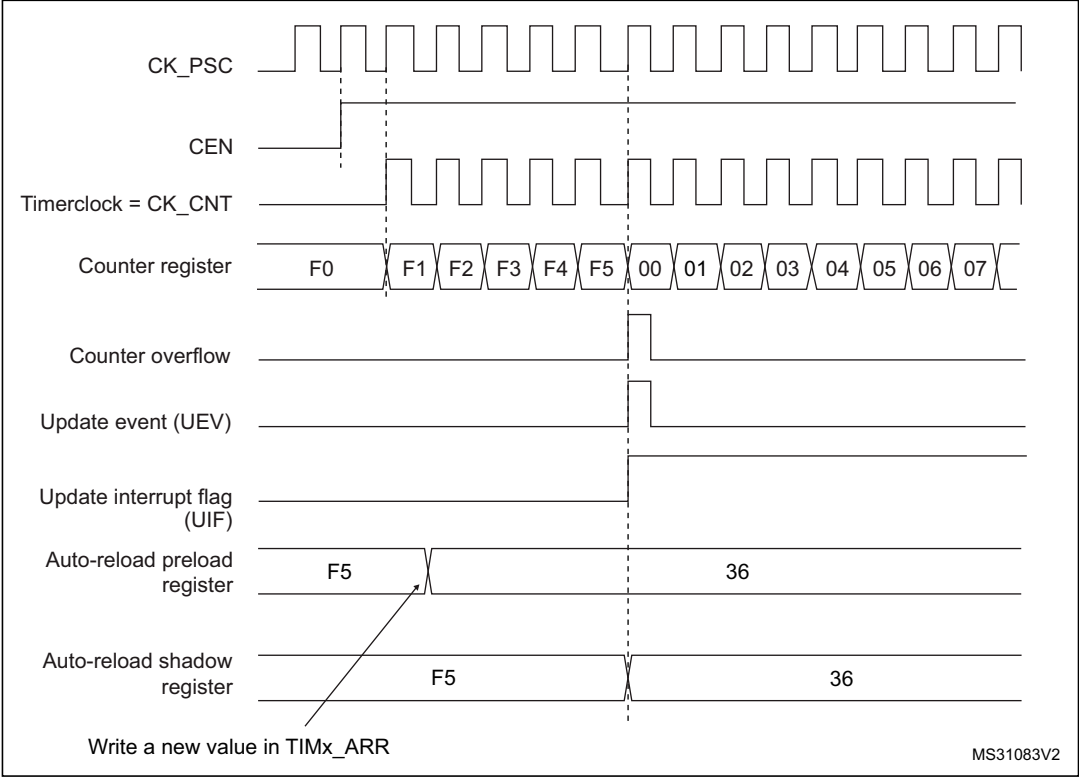 CK_PSC
CEN
Timerclock = CK_CNT
Counter register F0 F1 F2 F3 F4 F5 00 01 02 03 04 05 06 07
Counter overflow
Update event (UEV)
Update interrupt flag
(UIF)
Auto-reload preload
register
F5 36
Auto-reload shadow
register
F5 36
Write a new value in TIMx_ARR
MS31083V2